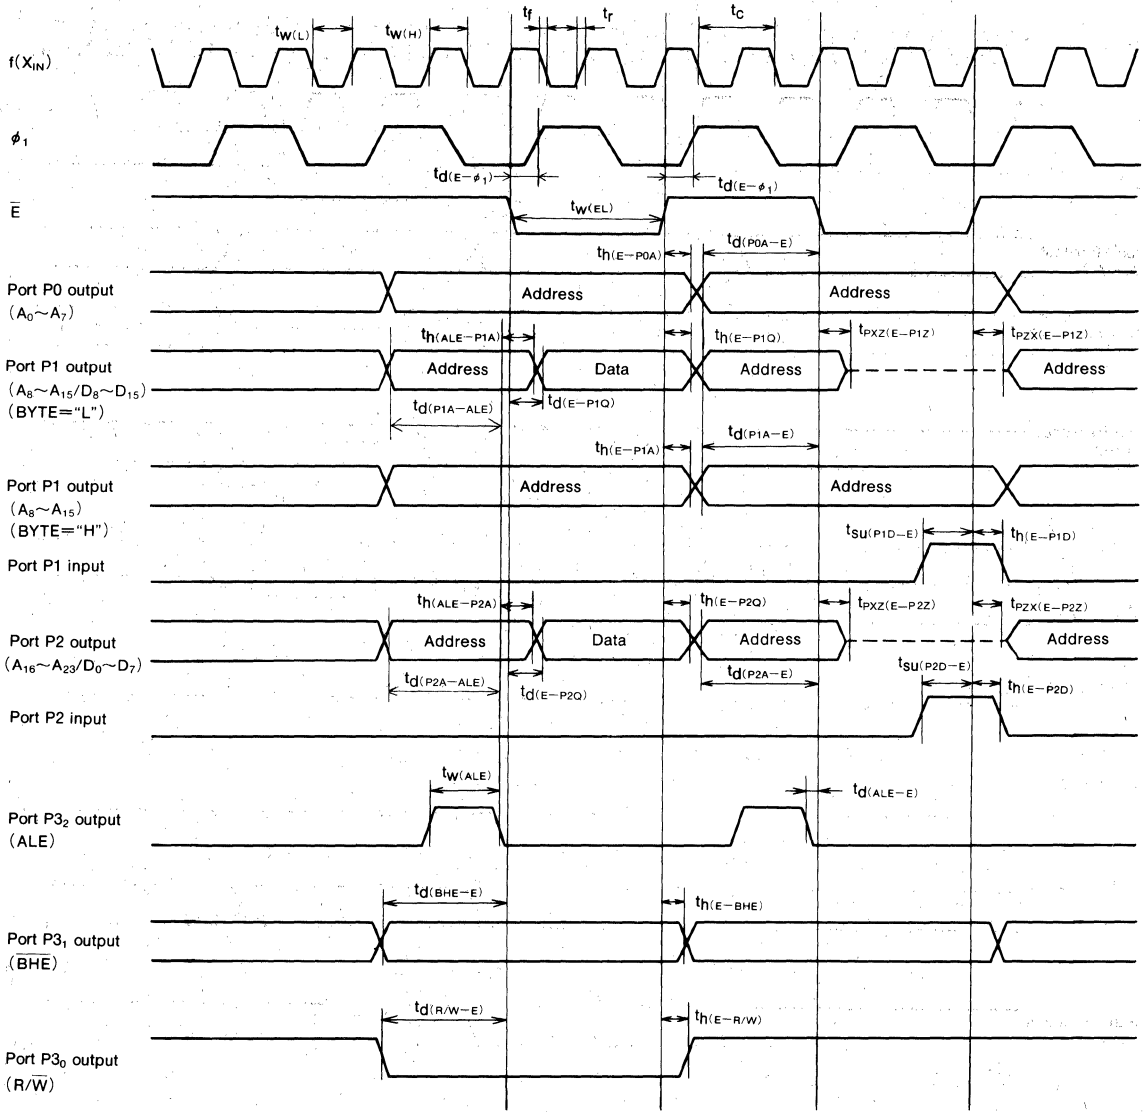 tf tr tC
tW(L) tW(H)
f(XIN)
ϕ1
td(E−ϕ1) td(E−ϕ1)
E̅
tW(EL)
th(E−P0A) td(P0A−E)
Port P0 output
(A0~A7)
Address Address
th(ALE−P1A) th(E−P1Q) tPXZ(E−P1Z) tPZX(E−P1Z)
Port P1 output
(A8~A15/D8~D15)
(BYTE="L")
Address Data Address Address
td(P1A−ALE) td(E−P1Q)
th(E−P1A) td(P1A−E)
Port P1 output
(A8~A15)
(BYTE="H")
Address Address
tsu(P1D−E) th(E−P1D)
Port P1 input
th(ALE−P2A) th(E−P2Q) tPXZ(E−P2Z) tPZX(E−P2Z)
Port P2 output
(A16~A23/D0~D7)
Address Data Address Address
td(P2A−ALE) td(E−P2Q) td(P2A−E) tsu(P2D−E) th(E−P2D)
Port P2 input
tW(ALE) td(ALE−E)
Port P32 output
(ALE)
td(BHE−E) th(E−BHE)
Port P31 output
(B̅H̅E̅)
td(R/W−E) th(E−R/W)
Port P30 output
(R/W̅)